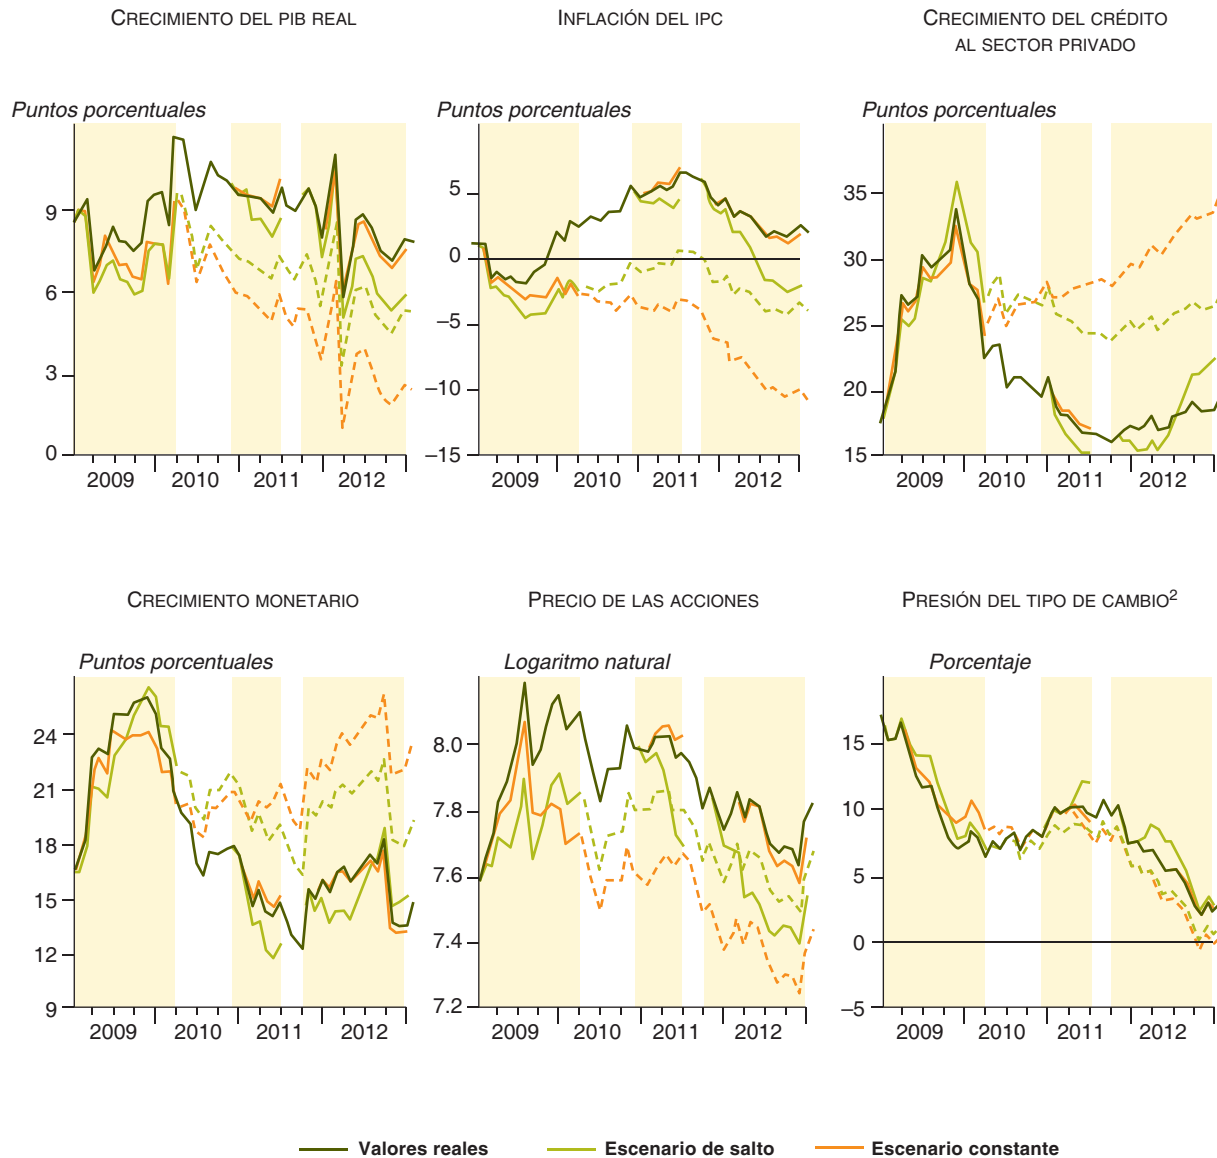 CRECIMIENTO DEL PIB REAL
Puntos porcentuales
9
6
3
0
2009 2010 2011 2012
INFLACIÓN DEL IPC
Puntos porcentuales
5
0
–5
–10
–15
2009 2010 2011 2012
CRECIMIENTO DEL CRÉDITO
AL SECTOR PRIVADO
Puntos porcentuales
35
30
25
20
15
2009 2010 2011 2012
CRECIMIENTO MONETARIO
Puntos porcentuales
24
21
18
15
12
9
2009 2010 2011 2012
PRECIO DE LAS ACCIONES
Logaritmo natural
8.0
7.8
7.6
7.4
7.2
2009 2010 2011 2012
PRESIÓN DEL TIPO DE CAMBIO²
Porcentaje
15
10
5
0
–5
2009 2010 2011 2012
Valores reales Escenario de salto Escenario constante